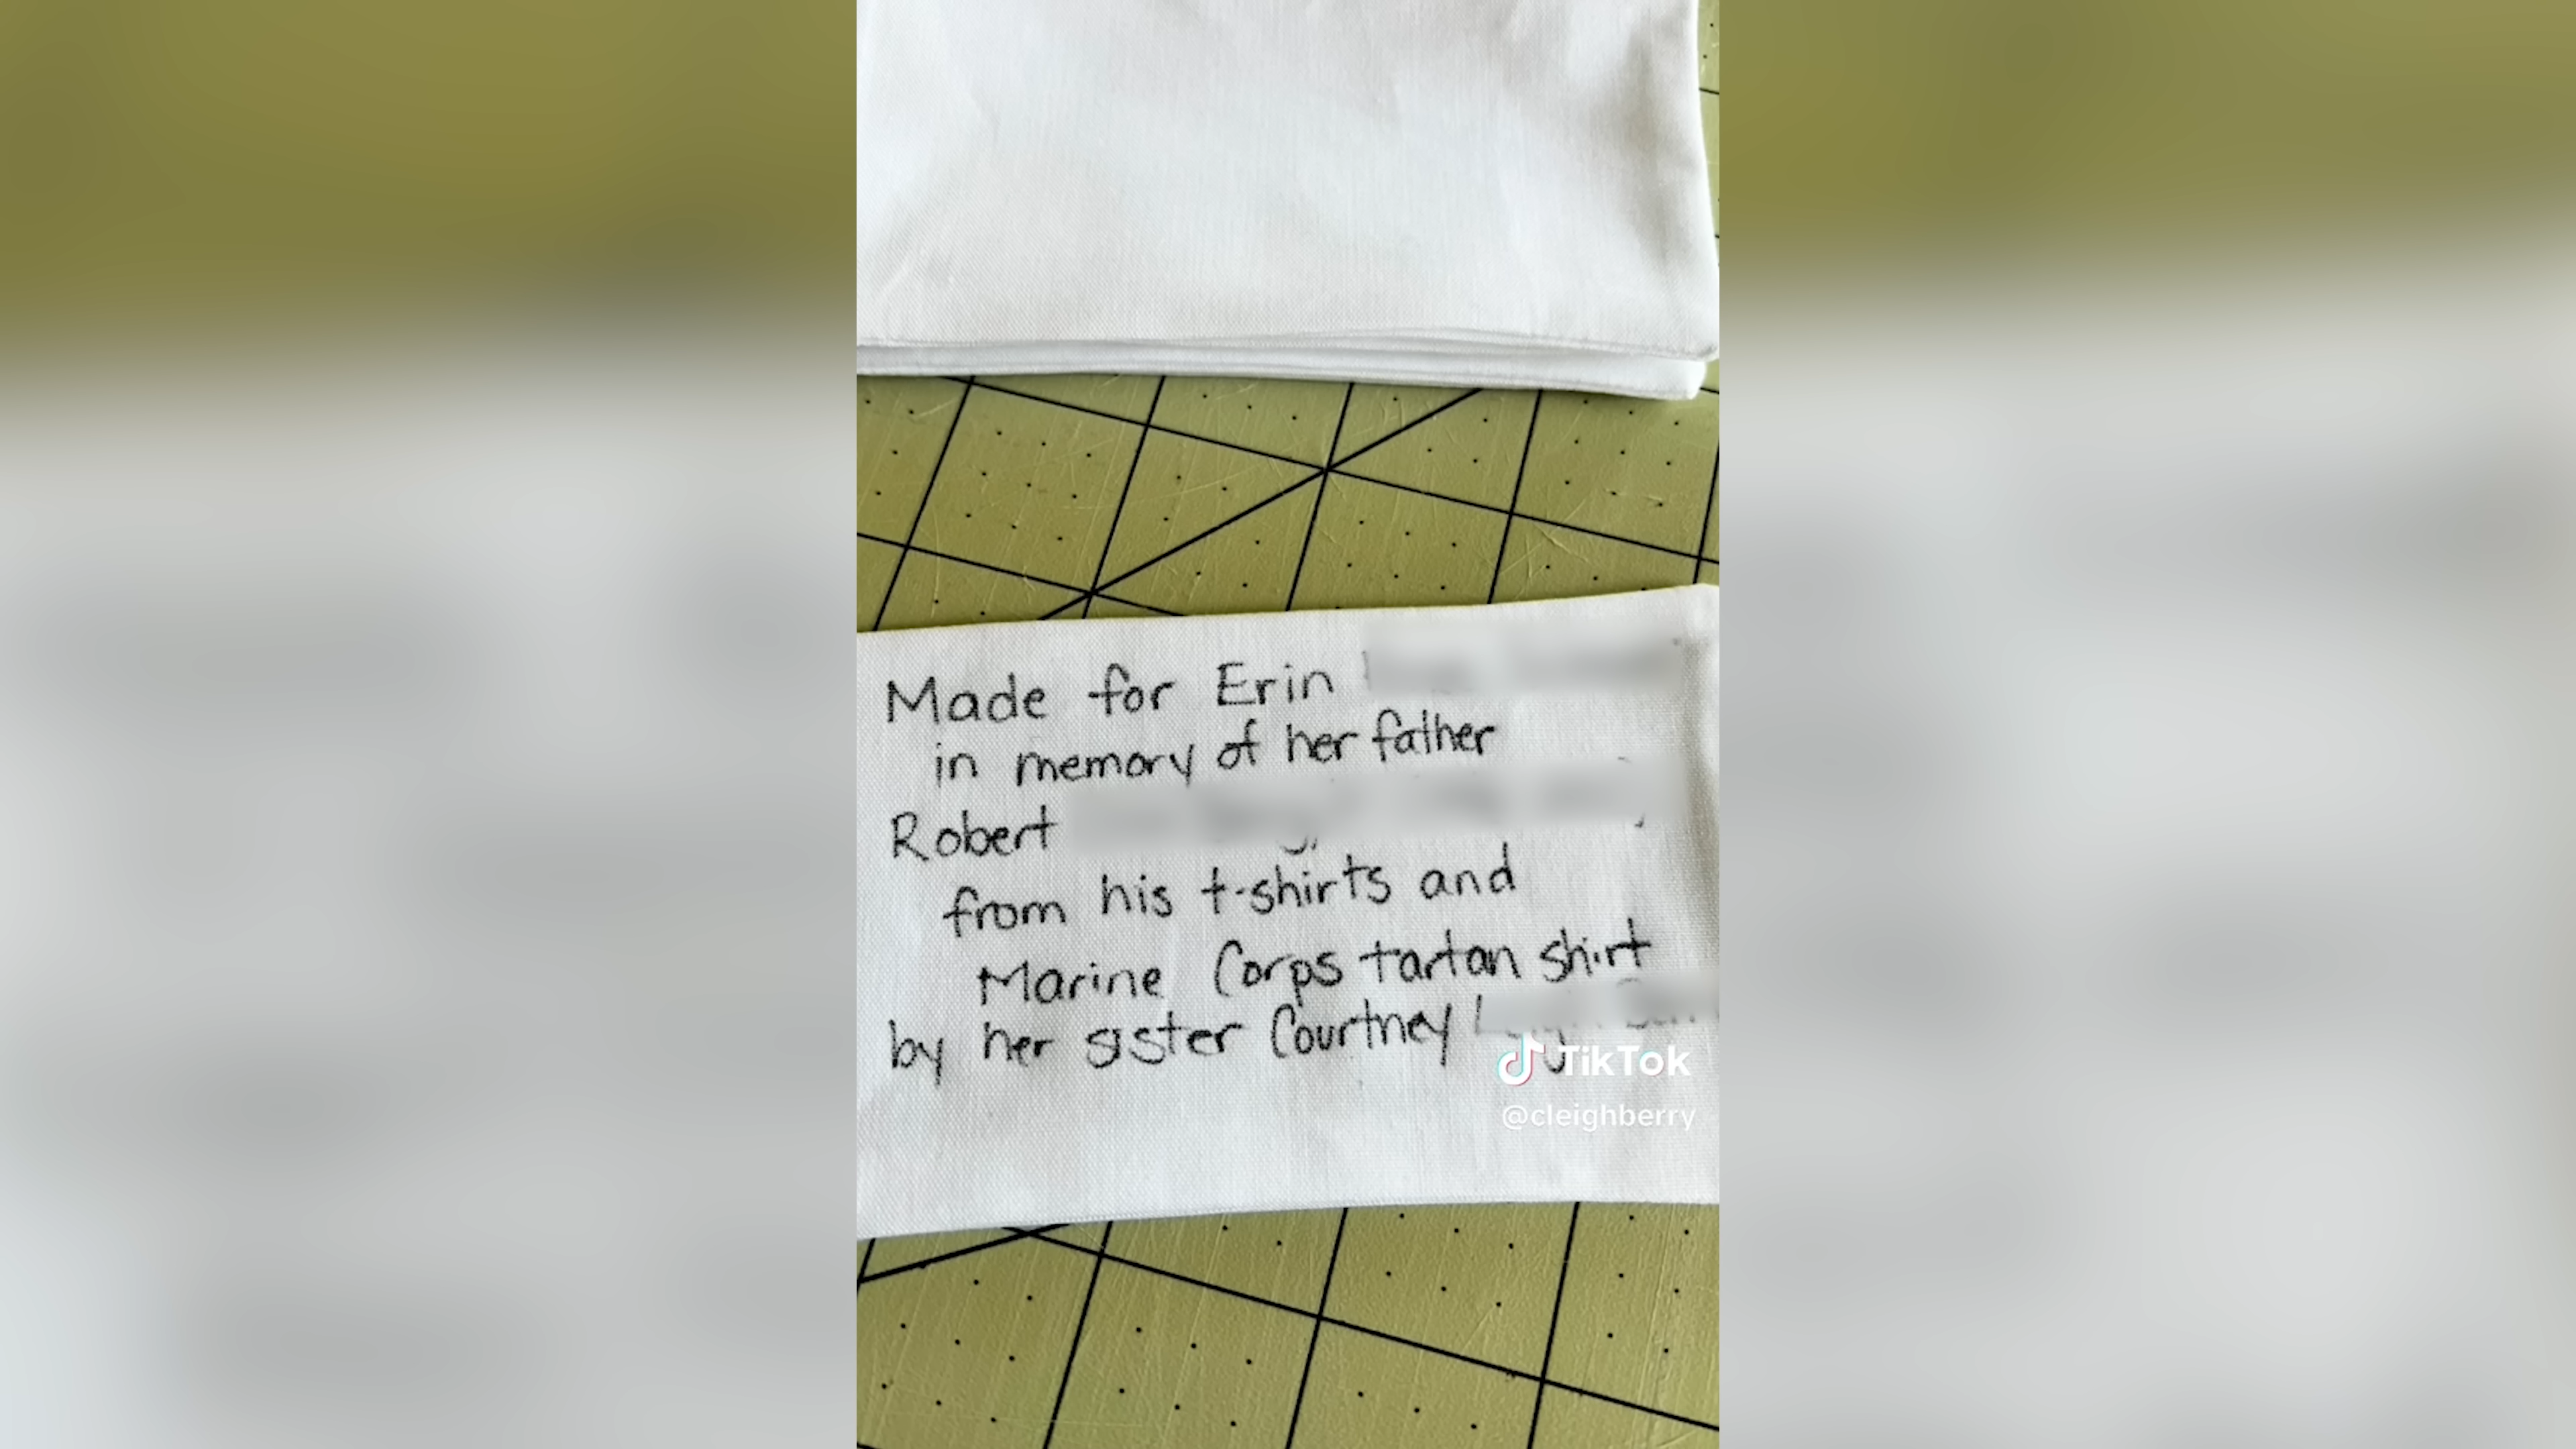 Made for Erin
in memory of her father
Robert
from his t-shirts and
Marine Corps tartan shirt
by her sister Courtney
TikTok
@cleighberry